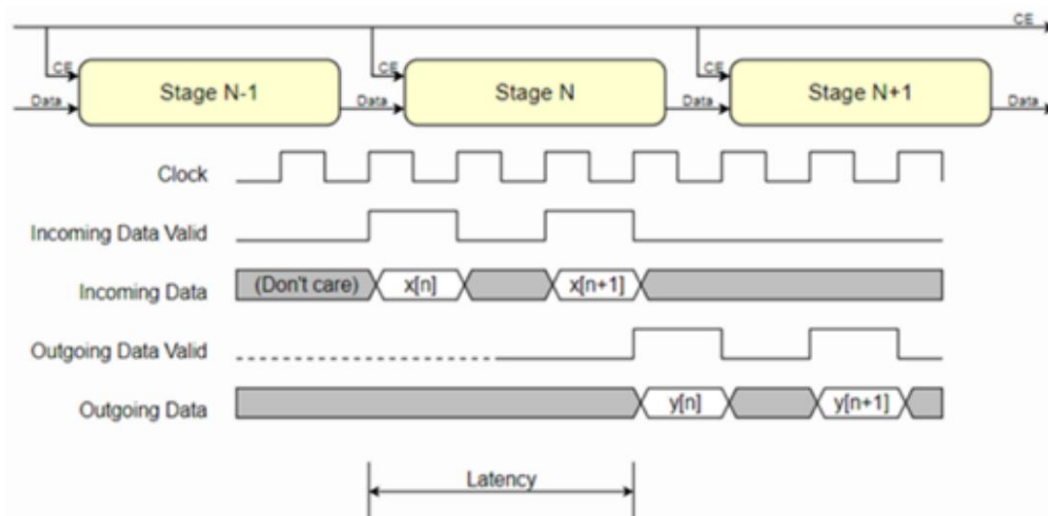 CE
CE
CE
CE
Stage N-1
Stage N
Stage N+1
Data
Data
Data
Data
Clock
Incoming Data Valid
Incoming Data
(Don't care)
x[n]
x[n+1]
Outgoing Data Valid
Outgoing Data
y[n]
y[n+1]
Latency